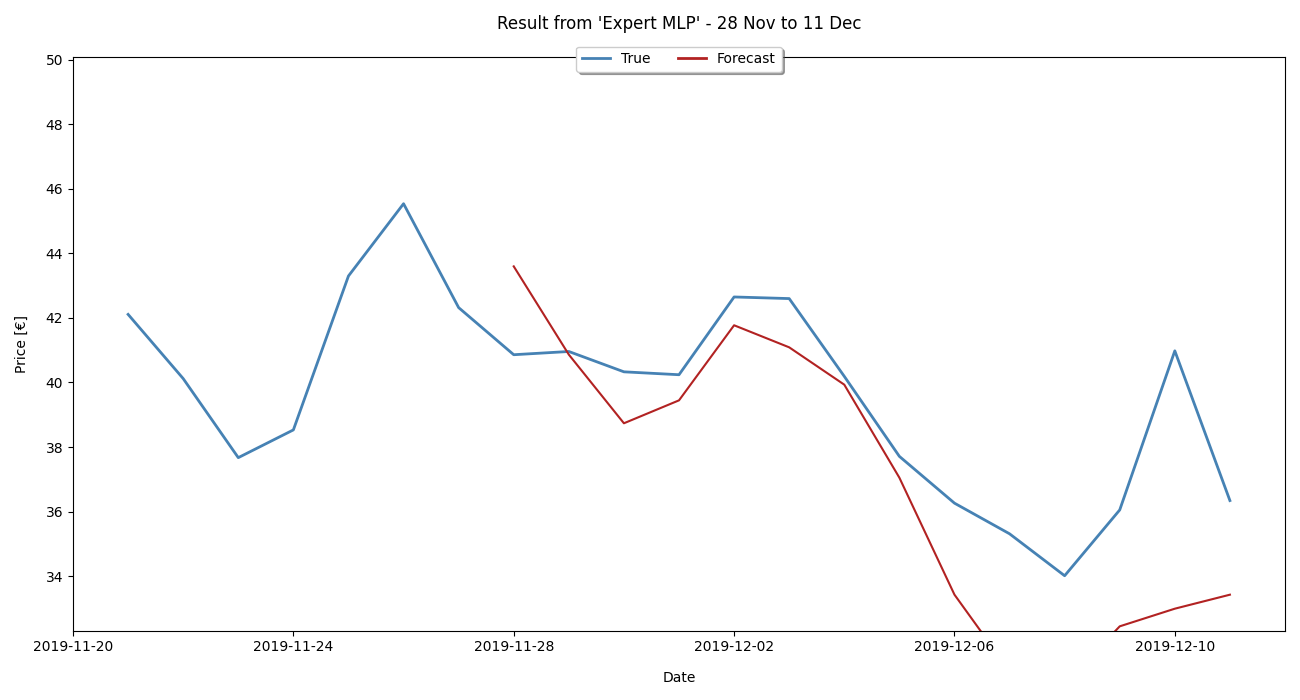 Result from 'Expert MLP' - 28 Nov to 11 Dec
True Forecast
50
48
46
44
42
40
38
36
34
Price [€]
2019-11-20 2019-11-24 2019-11-28 2019-12-02 2019-12-06 2019-12-10
Date